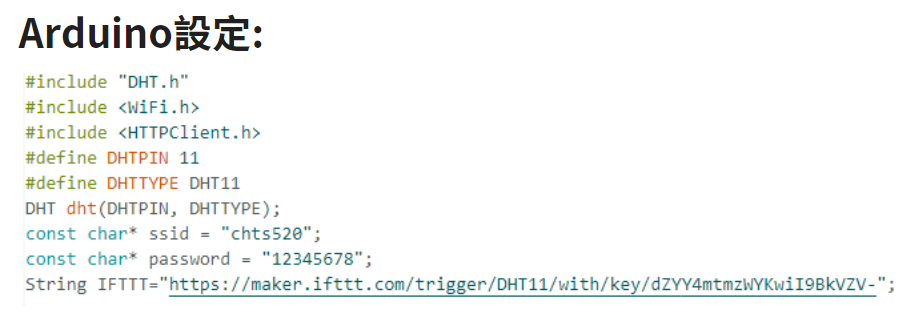 Arduino設定:
#include "DHT.h"
#include <WiFi.h>
#include <HTTPClient.h>
#define DHTPIN 11
#define DHTTYPE DHT11
DHT dht(DHTPIN, DHTTYPE);
const char* ssid = "chts520";
const char* password = "12345678";
String IFTTT="https://maker.ifttt.com/trigger/DHT11/with/key/dZYY4mtmzWYKwiI9BkVZV-";